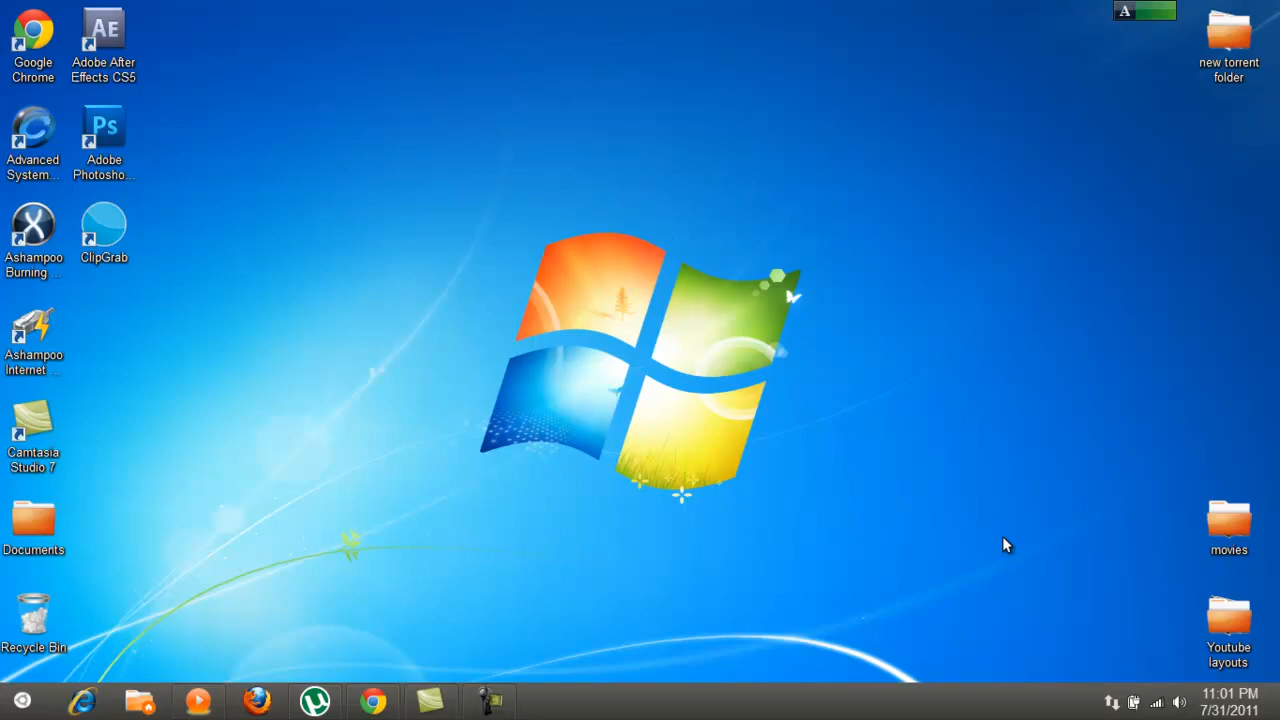 Google
Chrome
Adobe After
Effects CS5
Advanced
System...
Adobe
Photosho...
Ashampoo
Burning ...
ClipGrab
Ashampoo
Internet ...
Camtasia
Studio 7
Documents
Recycle Bin
A
new torrent
folder
movies
Youtube
layouts
AE
Ps
11:01 PM
7/31/2011